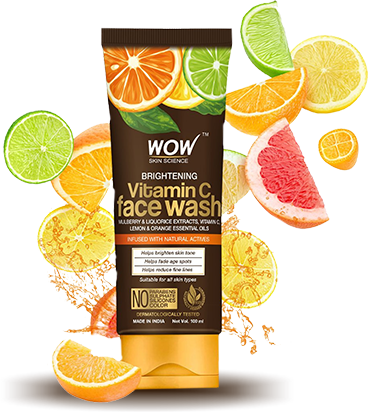 WOW™
SKIN SCIENCE
BRIGHTENING
Vitamin C
face wash
MULBERRY & LIQUORICE EXTRACTS, VITAMIN C,
LEMON & ORANGE ESSENTIAL OILS
INFUSED WITH NATURAL ACTIVES
Helps brighten skin tone
Helps fade age spots
Helps reduce fine lines
Suitable for all skin types
NO PARABENS
SULPHATE
SILICONES
COLOR
DERMATOLOGICALLY TESTED
MADE IN INDIA Net Vol. 100 ml